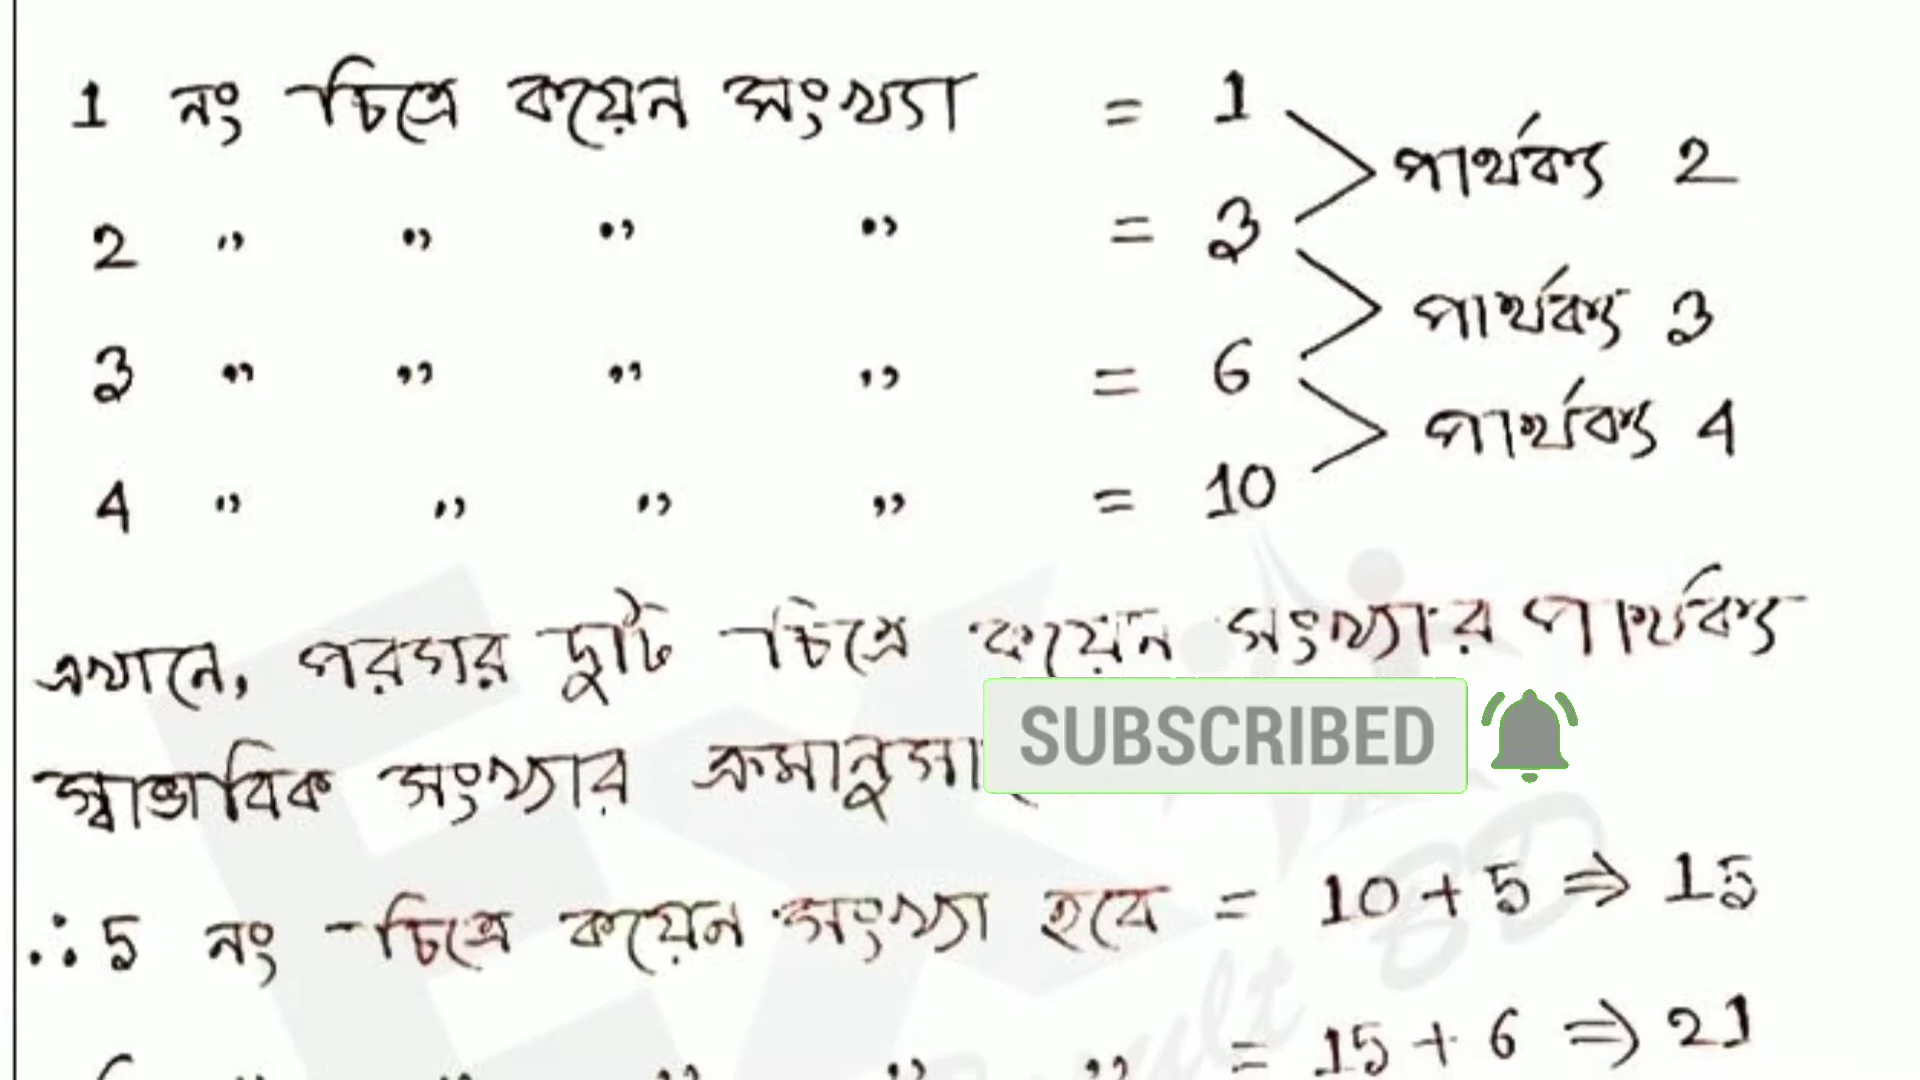 1 নং চিত্রে কয়েন সংখ্যা = 1
পার্থক্য 2
2 " " " " = 3
পার্থক্য 3
3 " " " " = 6
পার্থক্য 4
4 " " " " = 10
এখানে, পরপর দুটি চিত্রে কয়েন সংখ্যার পার্থক্য
স্বাভাবিক সংখ্যার
SUBSCRIBED
∴ 5 নং চিত্রে কয়েন সংখ্যা হবে = 10 + 5 ⇒ 15
" " " " " = 15 + 6 ⇒ 21